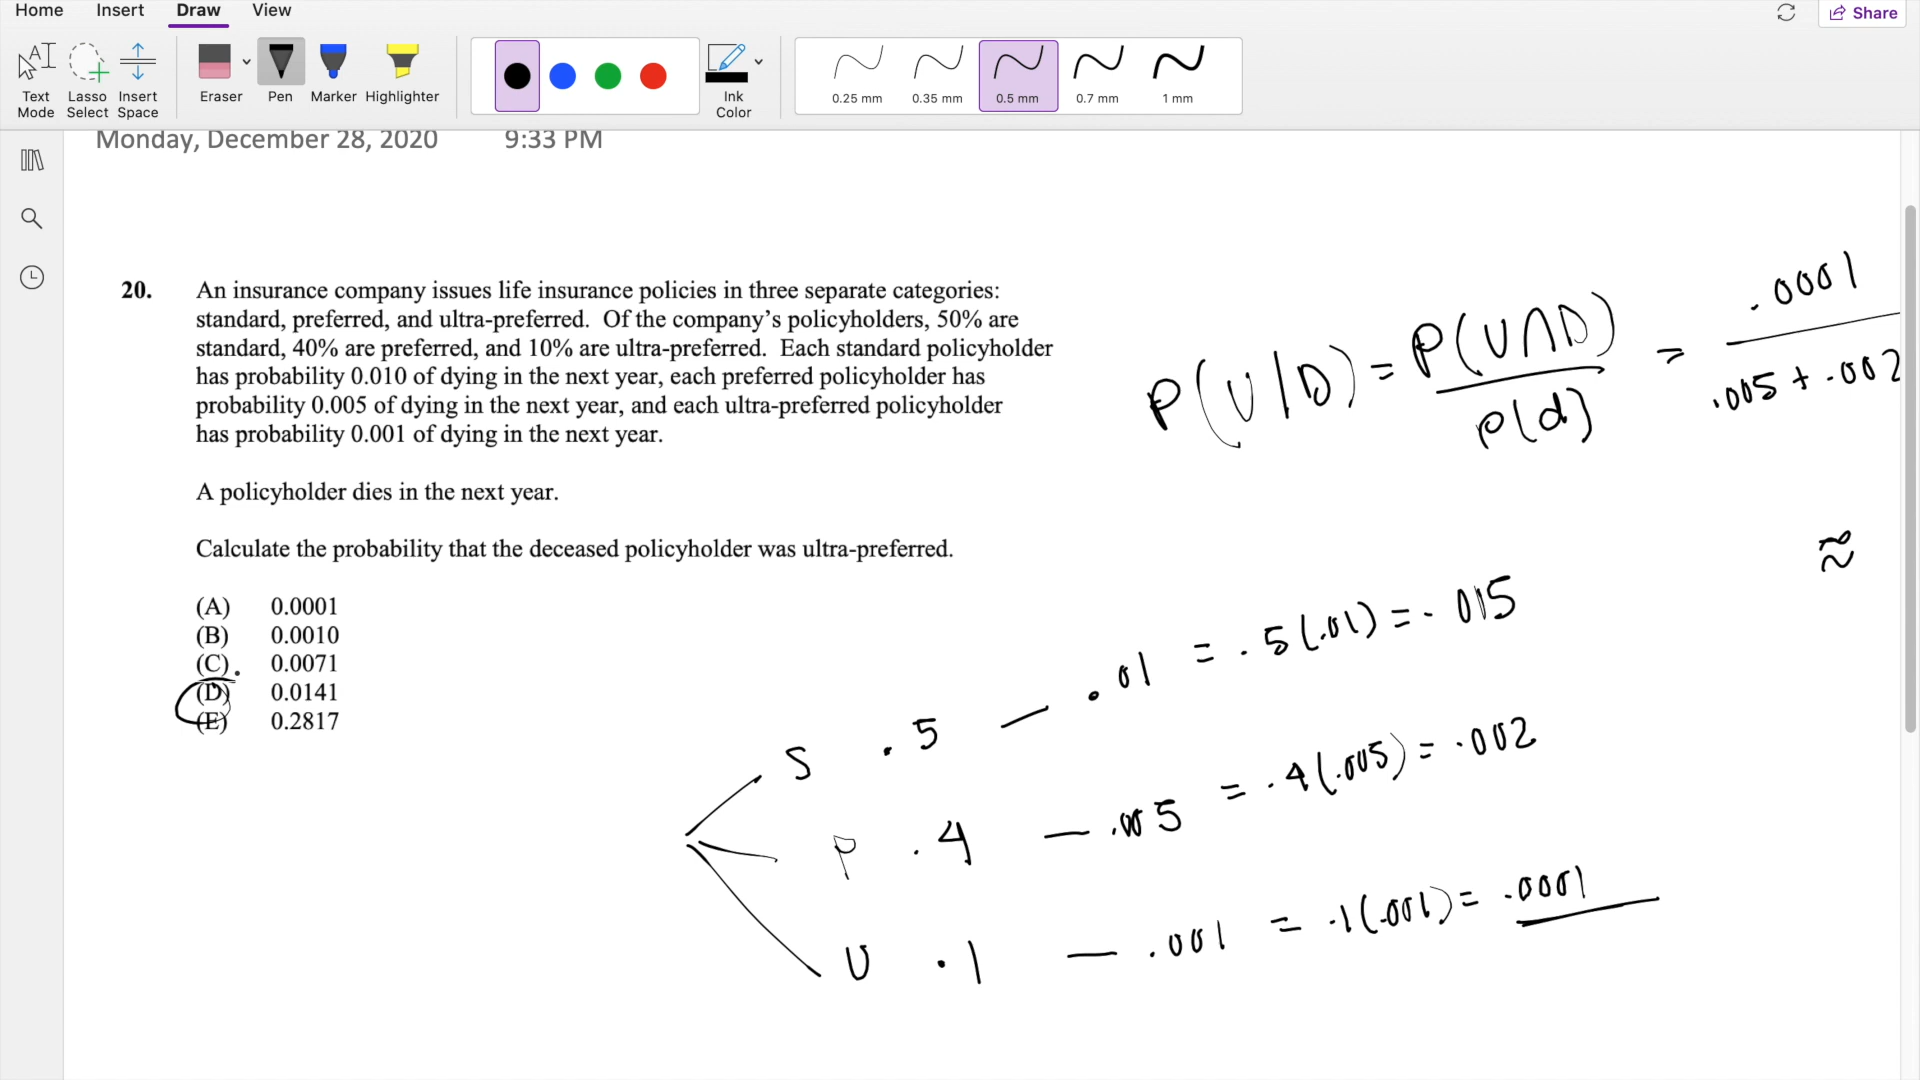 Home Insert Draw View Share
Text Mode Lasso Select Insert Space Eraser Pen Marker Highlighter Ink Color 0.25 mm 0.35 mm 0.5 mm 0.7 mm 1 mm
Monday, December 28, 2020 9:33 PM
20. An insurance company issues life insurance policies in three separate categories:
standard, preferred, and ultra-preferred. Of the company's policyholders, 50% are
standard, 40% are preferred, and 10% are ultra-preferred. Each standard policyholder
has probability 0.010 of dying in the next year, each preferred policyholder has
probability 0.005 of dying in the next year, and each ultra-preferred policyholder
has probability 0.001 of dying in the next year.
A policyholder dies in the next year.
Calculate the probability that the deceased policyholder was ultra-preferred.
(A) 0.0001
(B) 0.0010
(C) 0.0071
(D) 0.0141
(E) 0.2817
P(U|D) = P(U∩D) / P(d) = .0001 / .005 + .002
≈
S .5 — .01 = .5(.01) = .005
P .4 — .005 = .4(.005) = .002
U .1 — .001 = .1(.001) = .0001